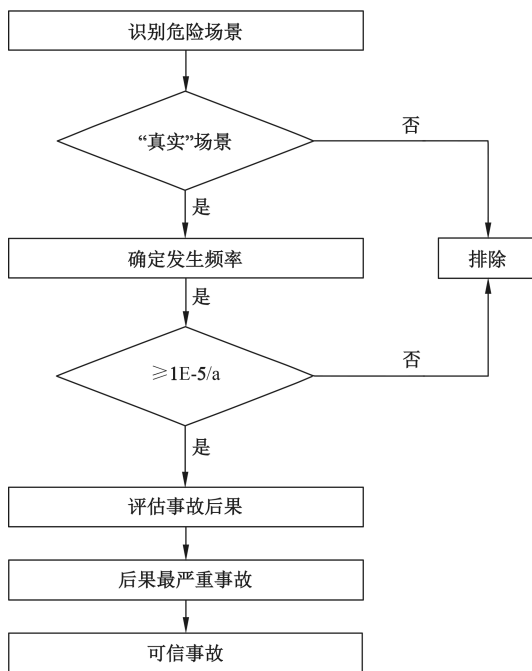 识别危险场景
“真实”场景
否
是
确定发生频率
排除
是
≥1E-5/a
否
是
评估事故后果
后果最严重事故
可信事故